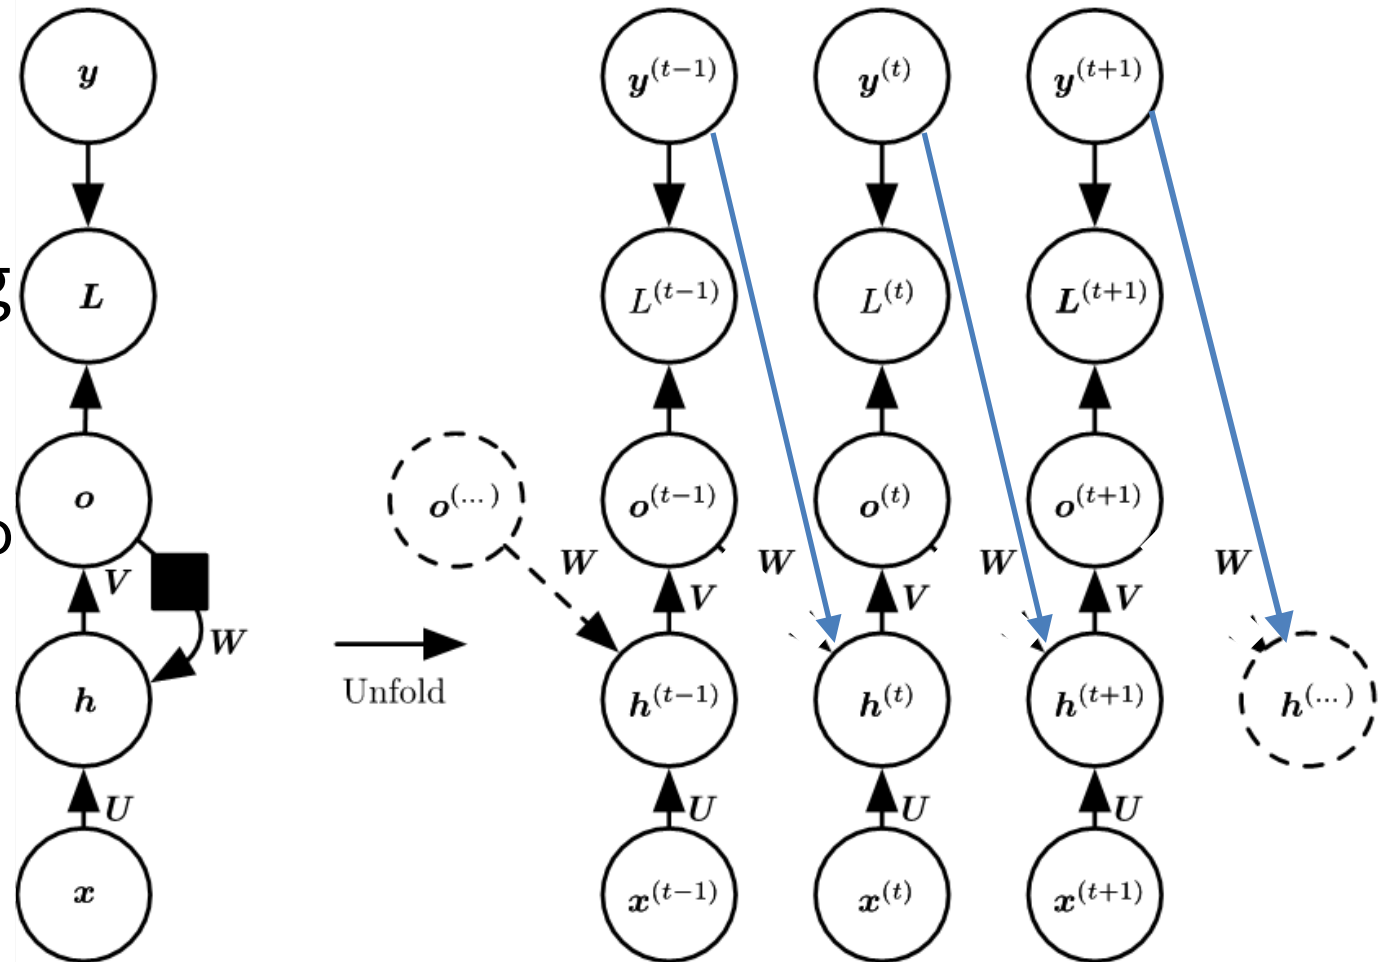 y y^{(t-1)} y^{(t)} y^{(t+1)}
g
L L^{(t-1)} L^{(t)} L^{(t+1)}
o o^{(...)} o^{(t-1)} o^{(t)} o^{(t+1)}
o
W W W W
V V V V
W
Unfold
h h^{(t-1)} h^{(t)} h^{(t+1)} h^{(...)}
U U U U
x x^{(t-1)} x^{(t)} x^{(t+1)}